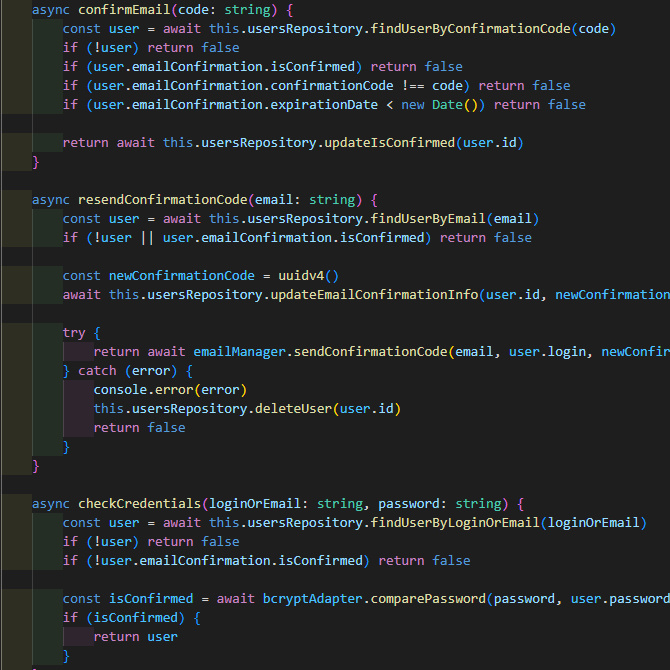 async confirmEmail(code: string) {
const user = await this.usersRepository.findUserByConfirmationCode(code)
if (!user) return false
if (user.emailConfirmation.isConfirmed) return false
if (user.emailConfirmation.confirmationCode !== code) return false
if (user.emailConfirmation.expirationDate < new Date()) return false
return await this.usersRepository.updateIsConfirmed(user.id)
}
async resendConfirmationCode(email: string) {
const user = await this.usersRepository.findUserByEmail(email)
if (!user || user.emailConfirmation.isConfirmed) return false
const newConfirmationCode = uuidv4()
await this.usersRepository.updateEmailConfirmationInfo(user.id, newConfirmation
try {
return await emailManager.sendConfirmationCode(email, user.login, newConfir
} catch (error) {
console.error(error)
this.usersRepository.deleteUser(user.id)
return false
}
}
async checkCredentials(loginOrEmail: string, password: string) {
const user = await this.usersRepository.findUserByLoginOrEmail(loginOrEmail)
if (!user) return false
if (!user.emailConfirmation.isConfirmed) return false
const isConfirmed = await bcryptAdapter.comparePassword(password, user.password
if (isConfirmed) {
return user
}